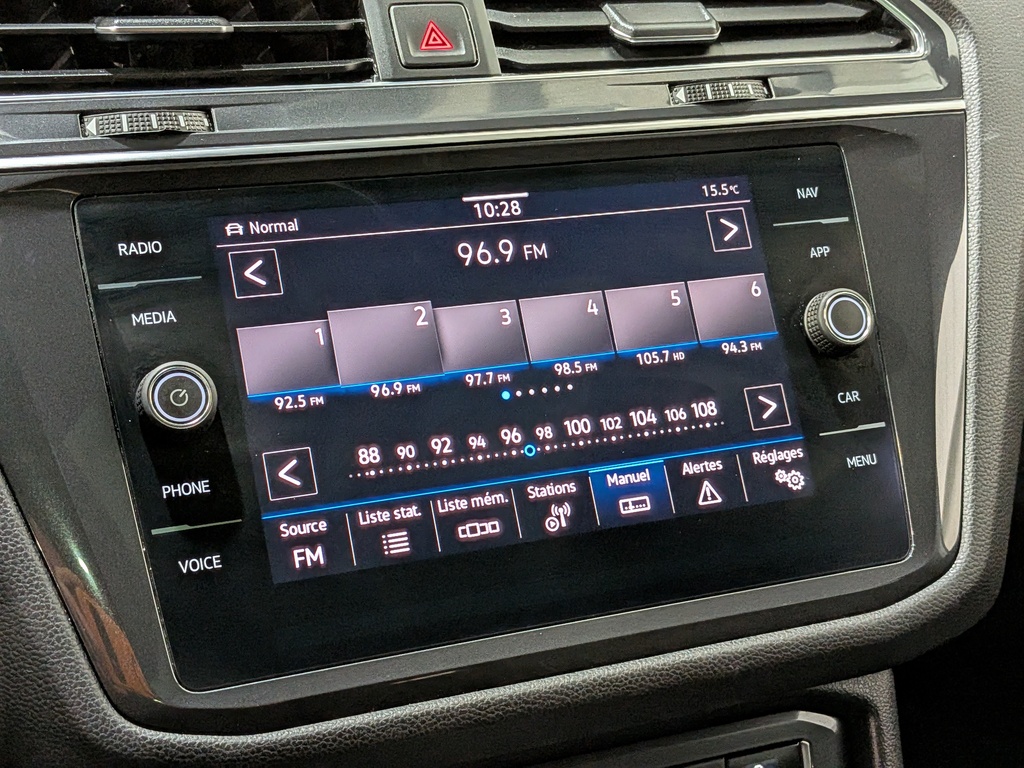 Normal
10:28
15.5°C
96.9 FM
1 2 3 4 5 6
92.5 FM 96.9 FM 97.7 FM 98.5 FM 105.7 HD 94.3 FM
88 90 92 94 96 98 100 102 104 106 108
Source Liste stat. Liste mém. Stations Manuel Alertes Réglages
FM
RADIO
MEDIA
PHONE
VOICE
NAV
APP
CAR
MENU